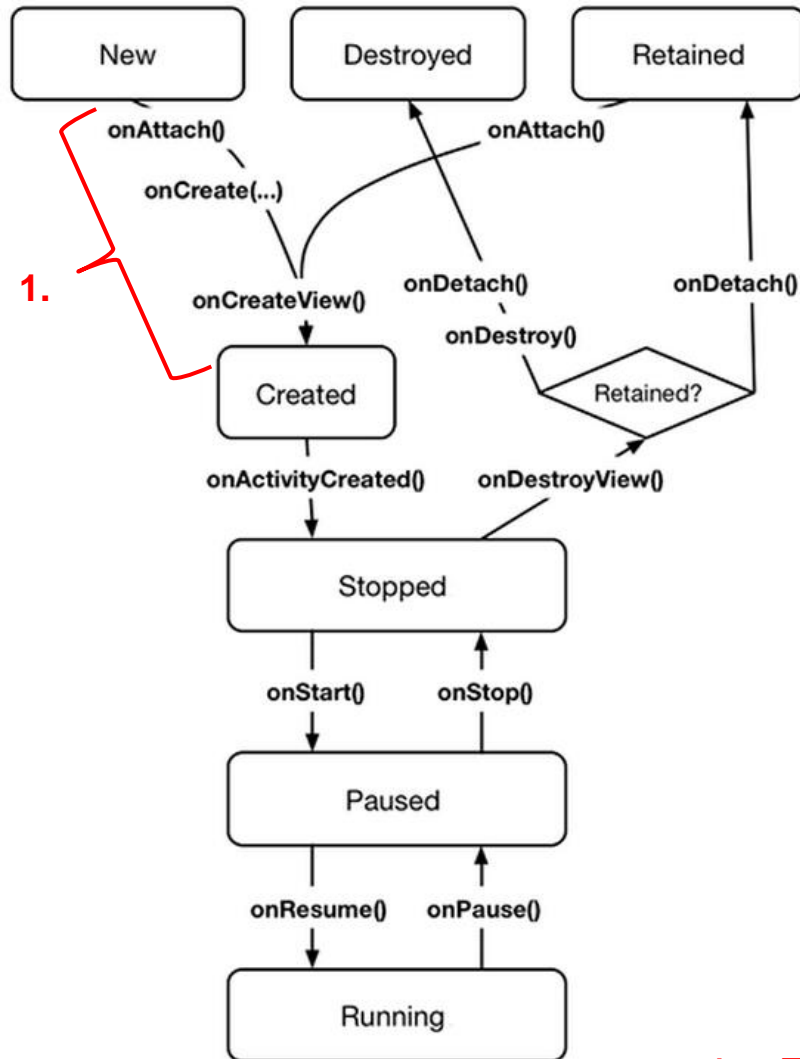 New
Destroyed
Retained
onAttach()
onAttach()
onCreate(...)
1.
onCreateView()
onDetach()
onDetach()
onDestroy()
Created
Retained?
onActivityCreated()
onDestroyView()
Stopped
onStart()
onStop()
Paused
onResume()
onPause()
Running